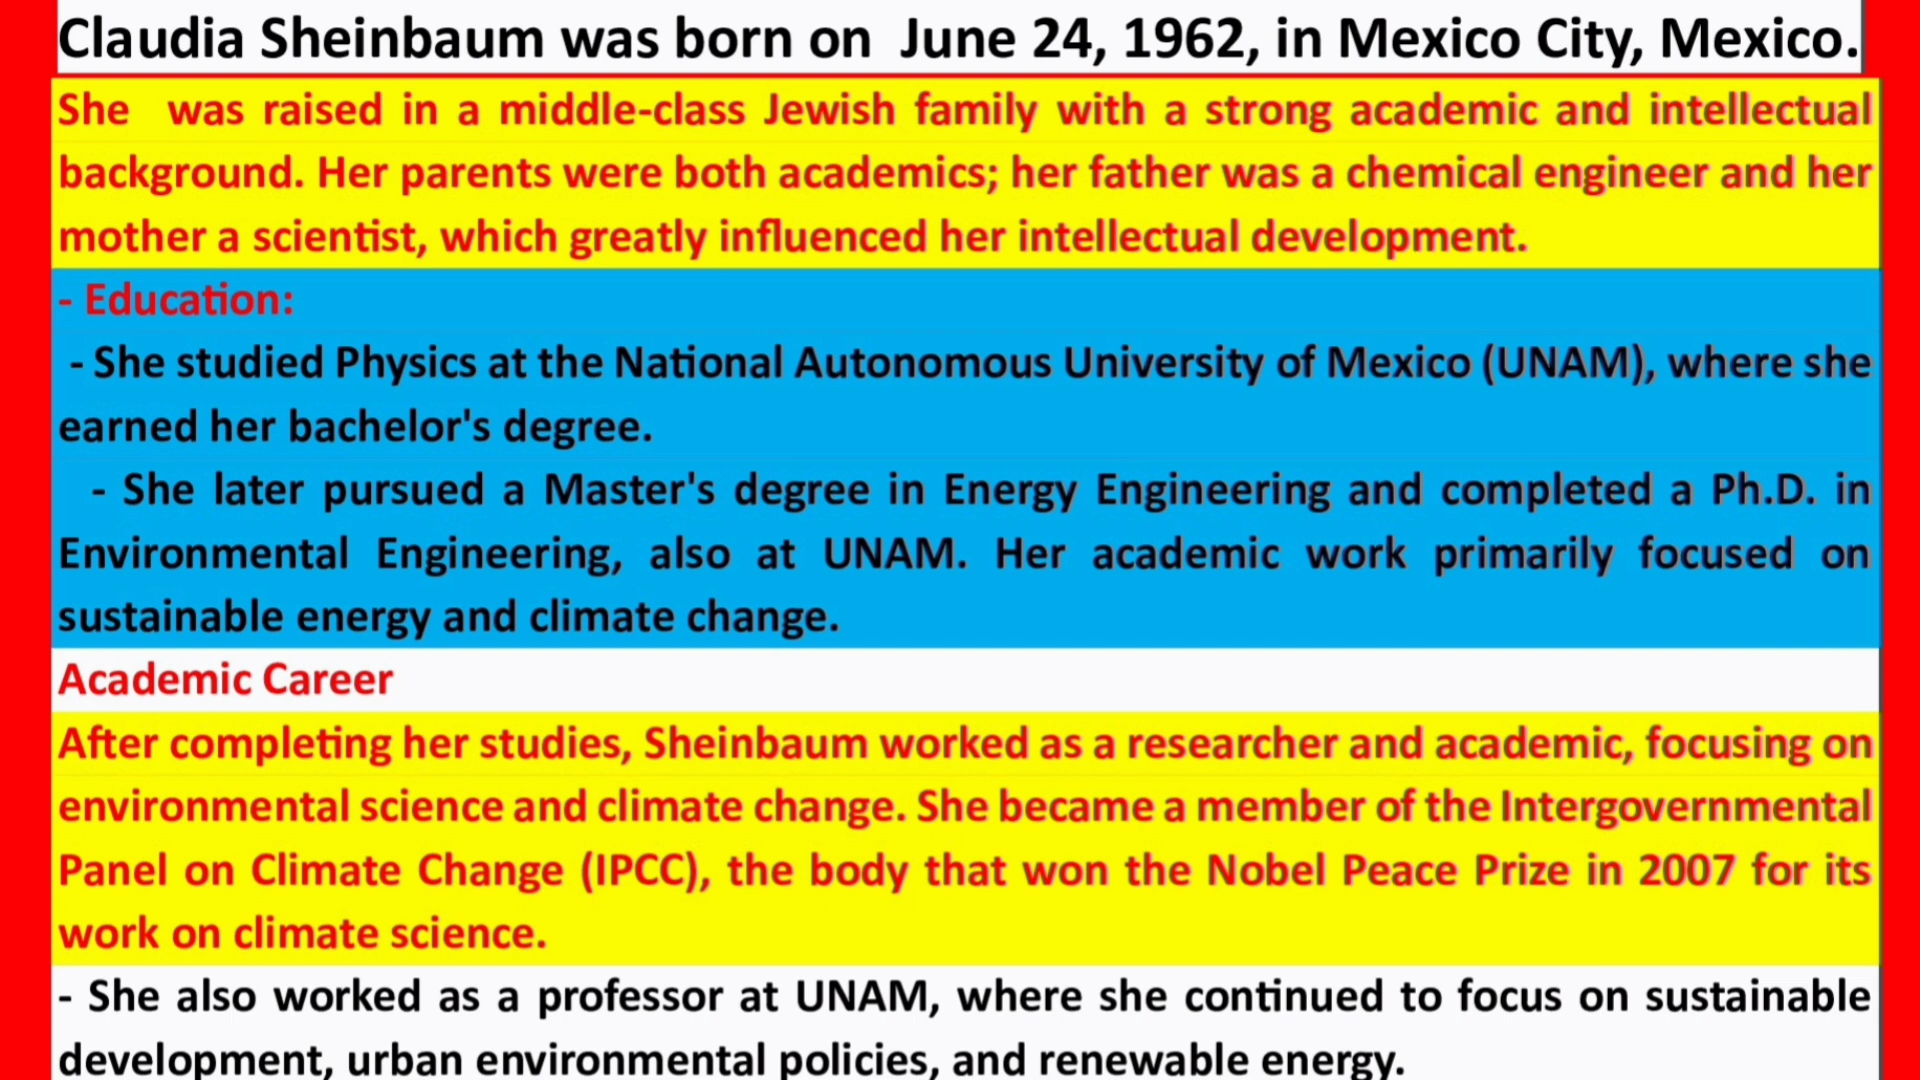 Claudia Sheinbaum was born on June 24, 1962, in Mexico City, Mexico.
She was raised in a middle-class Jewish family with a strong academic and intellectual
background. Her parents were both academics; her father was a chemical engineer and her
mother a scientist, which greatly influenced her intellectual development.
- Education:
- She studied Physics at the National Autonomous University of Mexico (UNAM), where she
earned her bachelor's degree.
- She later pursued a Master's degree in Energy Engineering and completed a Ph.D. in
Environmental Engineering, also at UNAM. Her academic work primarily focused on
sustainable energy and climate change.
Academic Career
After completing her studies, Sheinbaum worked as a researcher and academic, focusing on
environmental science and climate change. She became a member of the Intergovernmental
Panel on Climate Change (IPCC), the body that won the Nobel Peace Prize in 2007 for its
work on climate science.
- She also worked as a professor at UNAM, where she continued to focus on sustainable
development, urban environmental policies, and renewable energy.